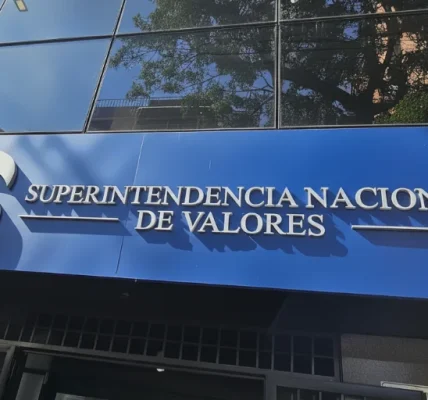 SUPERINTENDENCIA NACION
DE VALORES